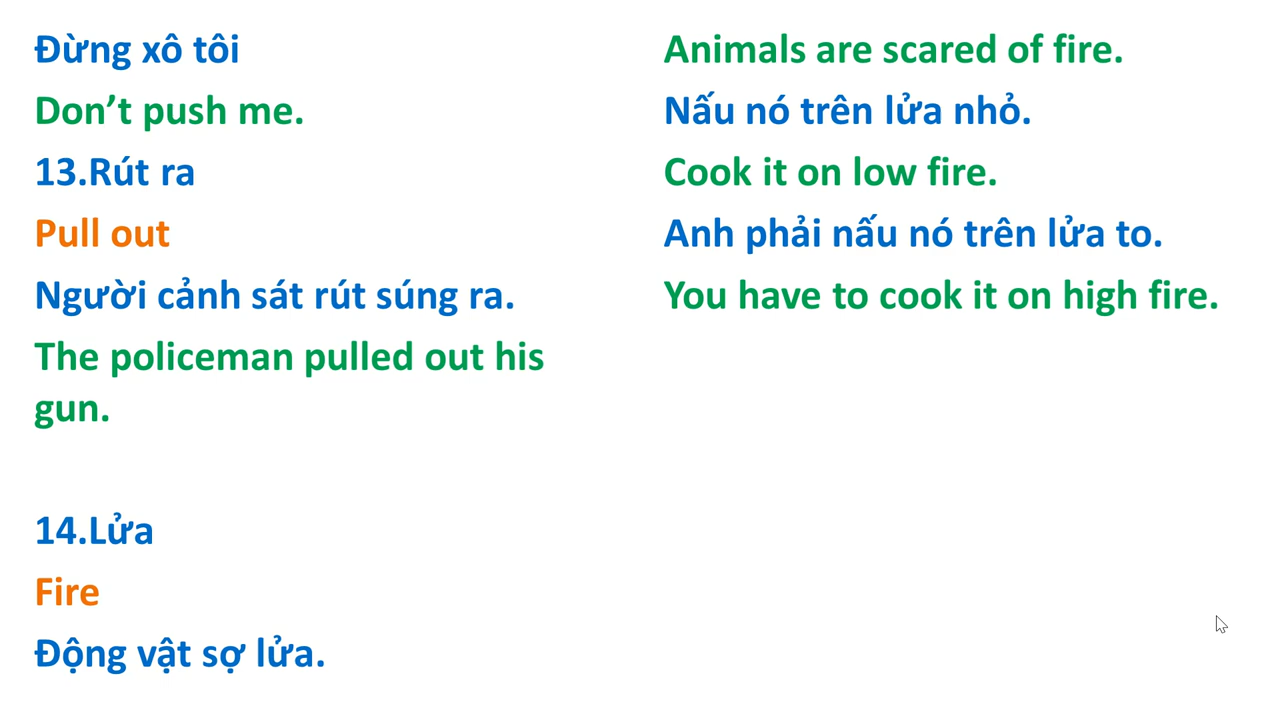 Đừng xô tôi
Don’t push me.
13.Rút ra
Pull out
Người cảnh sát rút súng ra.
The policeman pulled out his
gun.
14.Lửa
Fire
Động vật sợ lửa.
Animals are scared of fire.
Nấu nó trên lửa nhỏ.
Cook it on low fire.
Anh phải nấu nó trên lửa to.
You have to cook it on high fire.